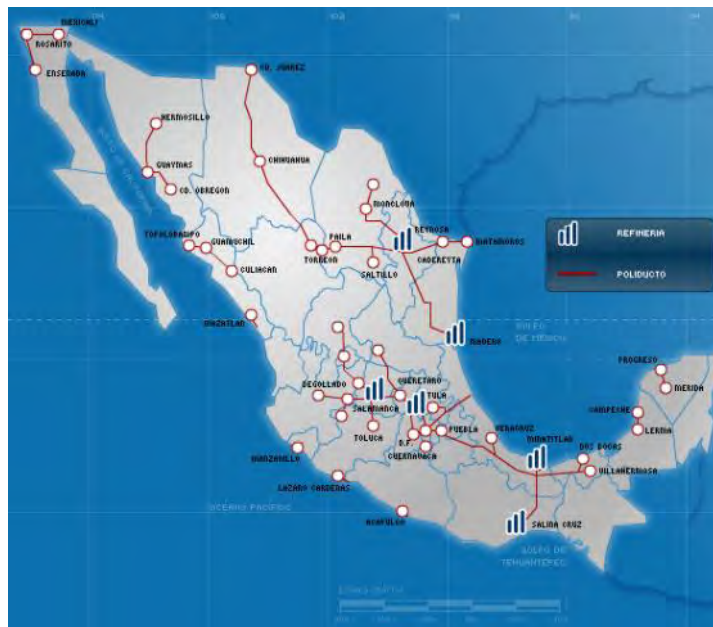 MEXICALI
ROSARITO
ENSENADA
CD. JUAREZ
HERMOSILLO
CHIHUAHUA
GUAYMAS
CD. OBREGON
MONCLOVA
REYNOSA
MATAMOROS
REFINERIA
TOPOLOBAMPO
GUAMUCHIL
PAILA
CADEREYTA
TORREON
SALTILLO
CULIACAN
POLIDUCTO
MAZATLAN
MADERO
GOLFO
DE MEXICO
PROGRESO
DEGOLLADO
QUERETARO
MERIDA
TULA
SALAMANCA
CAMPECHE
TOLUCA
D.F.
PUEBLA
VERACRUZ
LERMA
CUERNAVACA
MINATITLAN
DOS BOCAS
MANZANILLO
VILLAHERMOSA
LAZARO CARDENAS
OCEANO PACIFICO
ACAPULCO
SALINA CRUZ
GOLFO DE
TEHUANTEPEC